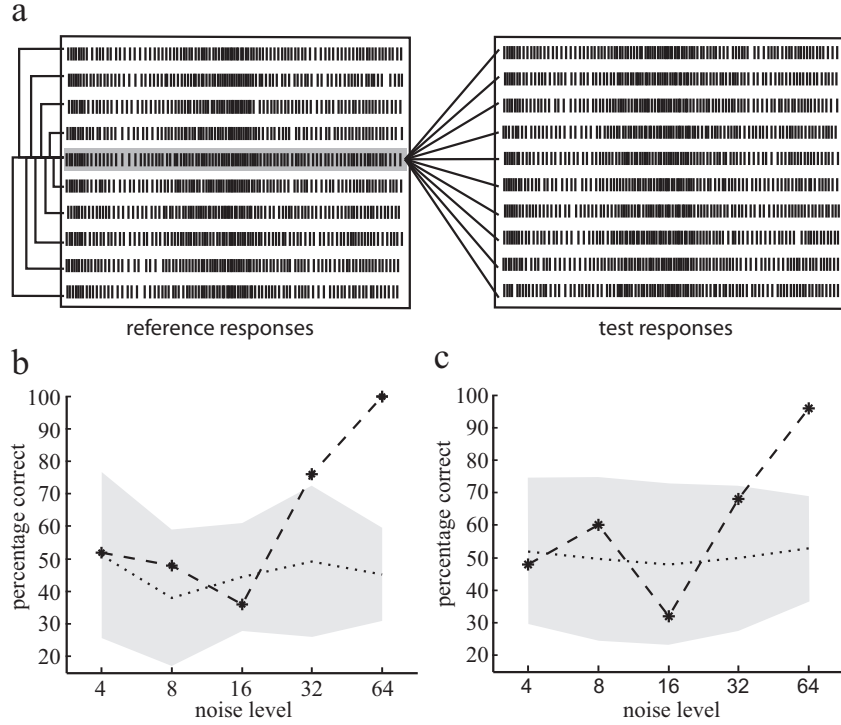 a
reference responses
test responses
b
100
90
80
70
60
50
40
30
20
percentage correct
4 8 16 32 64
noise level
c
100
90
80
70
60
50
40
30
20
percentage correct
4 8 16 32 64
noise level